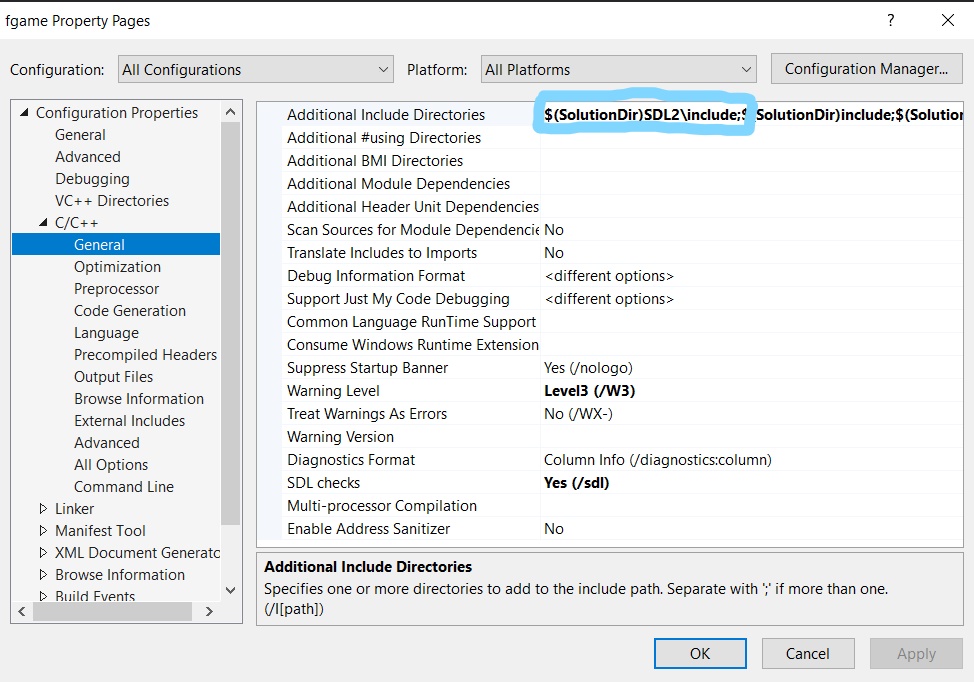 fgame Property Pages
Configuration: All Configurations Platform: All Platforms Configuration Manager...
Configuration Properties
General
Advanced
Debugging
VC++ Directories
C/C++
General
Optimization
Preprocessor
Code Generation
Language
Precompiled Headers
Output Files
Browse Information
External Includes
Advanced
All Options
Command Line
Linker
Manifest Tool
XML Document Generato
Browse Information
Build Events
Additional Include Directories $(SolutionDir)SDL2\include;$(SolutionDir)include;$(Solution
Additional #using Directories
Additional BMI Directories
Additional Module Dependencies
Additional Header Unit Dependencies
Scan Sources for Module Dependencie No
Translate Includes to Imports No
Debug Information Format <different options>
Support Just My Code Debugging <different options>
Common Language RunTime Support
Consume Windows Runtime Extension
Suppress Startup Banner Yes (/nologo)
Warning Level Level3 (/W3)
Treat Warnings As Errors No (/WX-)
Warning Version
Diagnostics Format Column Info (/diagnostics:column)
SDL checks Yes (/sdl)
Multi-processor Compilation
Enable Address Sanitizer No
Additional Include Directories
Specifies one or more directories to add to the include path. Separate with ';' if more than one.
(/I[path])
OK Cancel Apply